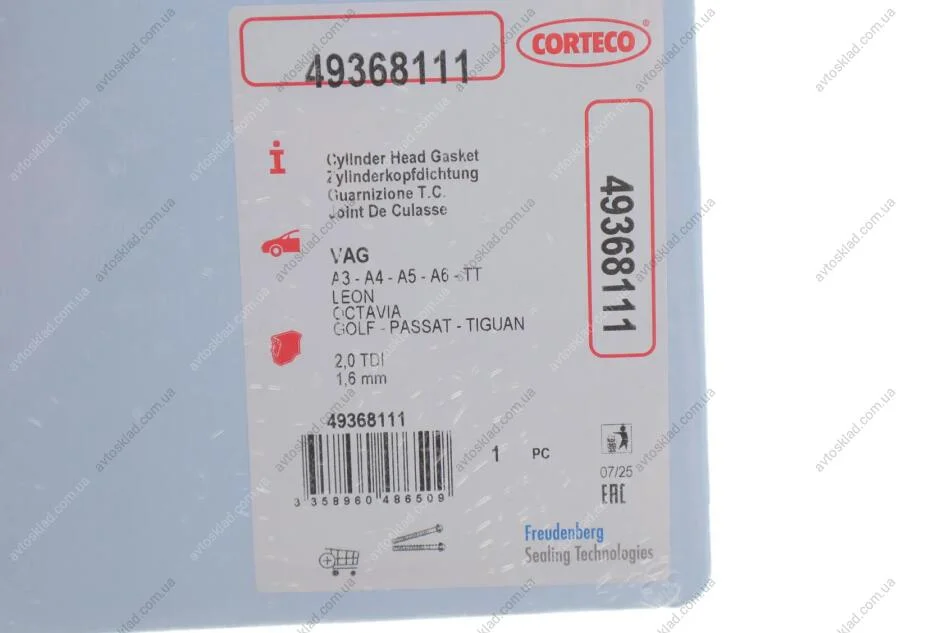 49368111
CORTECO®
i
Cylinder Head Gasket
Zylinderkopfdichtung
Guarnizione T.C.
Joint De Culasse
49368111
VAG
A3 - A4 - A5 - A6 - TT
LEON
OCTAVIA
GOLF - PASSAT - TIGUAN
2,0 TDI
1,6 mm
49368111
3 358960 486509
1 PC
07/25
EAC
Freudenberg
Sealing Technologies
avtosklad.com.ua